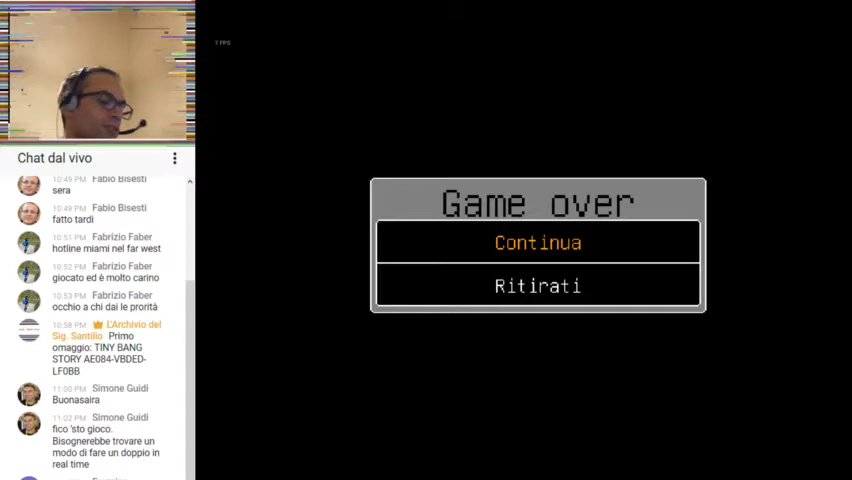 7 FPS
Chat dal vivo
10:49 PM Fabio Bisesti
sera
10:49 PM Fabio Bisesti
fatto tardi
10:51 PM Fabrizio Faber
hotline miami nel far west
10:52 PM Fabrizio Faber
giocato ed è molto carino
10:53 PM Fabrizio Faber
occhio a chi dai le prorità
10:58 PM L'Archivio del
Sig. Santilio Primo
omaggio: TINY BANG
STORY AE084-VBDED-
LF0BB
11:00 PM Simone Guidi
Buonasaira
11:02 PM Simone Guidi
fico 'sto gioco.
Bisognerebbe trovare un
modo di fare un doppio in
real time
Game over
Continua
Ritirati